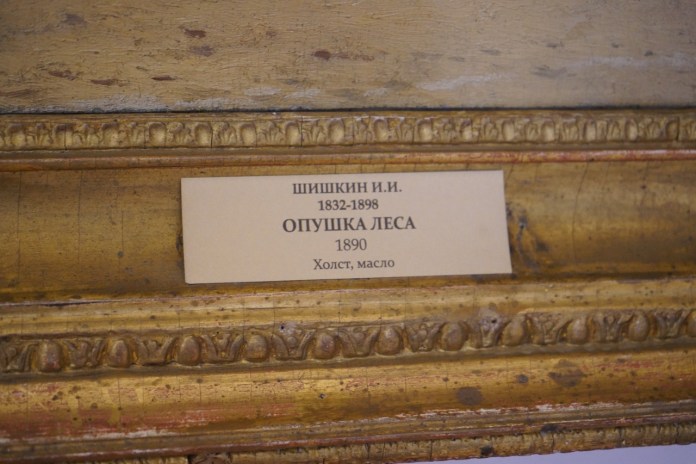 ШИШКИН И.И.
1832-1898
ОПУШКА ЛЕСА
1890
Холст, масло